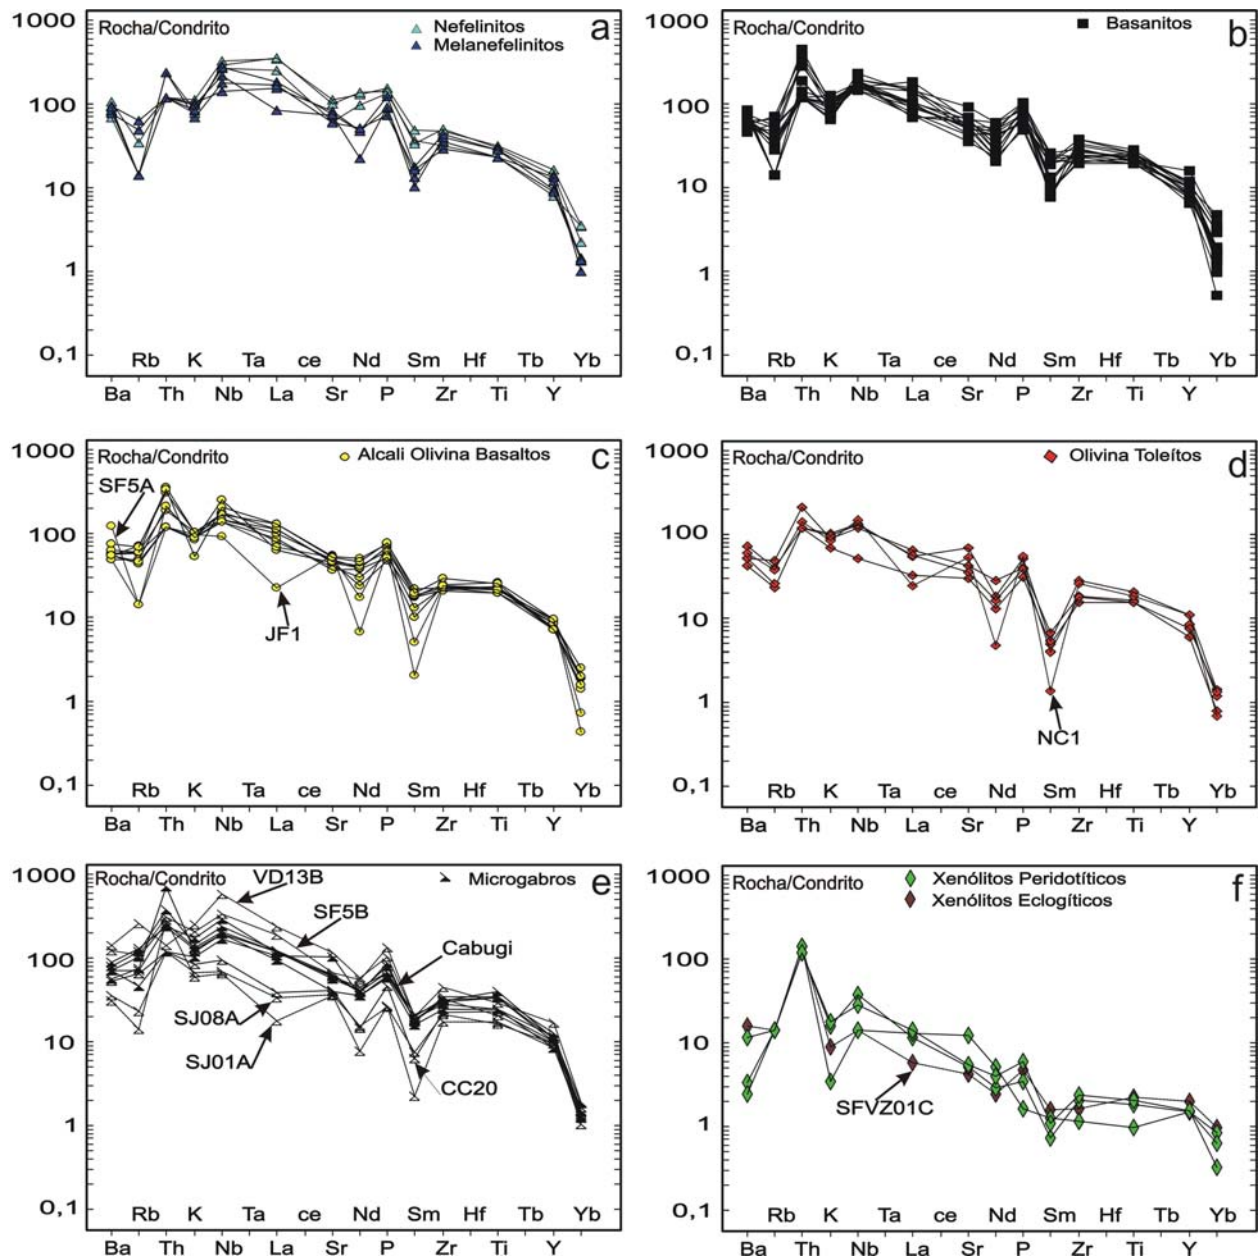 Rocha/Condrito
Nefelinitos
Melanefelinitos
a
1000
100
10
1
0,1
Rb K Ta ce Nd Sm Hf Tb Yb
Ba Th Nb La Sr P Zr Ti Y
Rocha/Condrito
Basanitos
b
1000
100
10
1
0,1
Rb K Ta ce Nd Sm Hf Tb Yb
Ba Th Nb La Sr P Zr Ti Y
Rocha/Condrito
Alcali Olivina Basaltos
c
SF5A
JF1
1000
100
10
1
0,1
Rb K Ta ce Nd Sm Hf Tb Yb
Ba Th Nb La Sr P Zr Ti Y
Rocha/Condrito
Olivina Toleítos
d
NC1
1000
100
10
1
0,1
Rb K Ta ce Nd Sm Hf Tb Yb
Ba Th Nb La Sr P Zr Ti Y
Rocha/Condrito
VD13B
Microgabros
e
SF5B
Cabugi
SJ08A
SJ01A
CC20
1000
100
10
1
0,1
Rb K Ta ce Nd Sm Hf Tb Yb
Ba Th Nb La Sr P Zr Ti Y
Rocha/Condrito
Xenólitos Peridotíticos
Xenólitos Eclogíticos
f
SFVZ01C
1000
100
10
1
0,1
Rb K Ta ce Nd Sm Hf Tb Yb
Ba Th Nb La Sr P Zr Ti Y